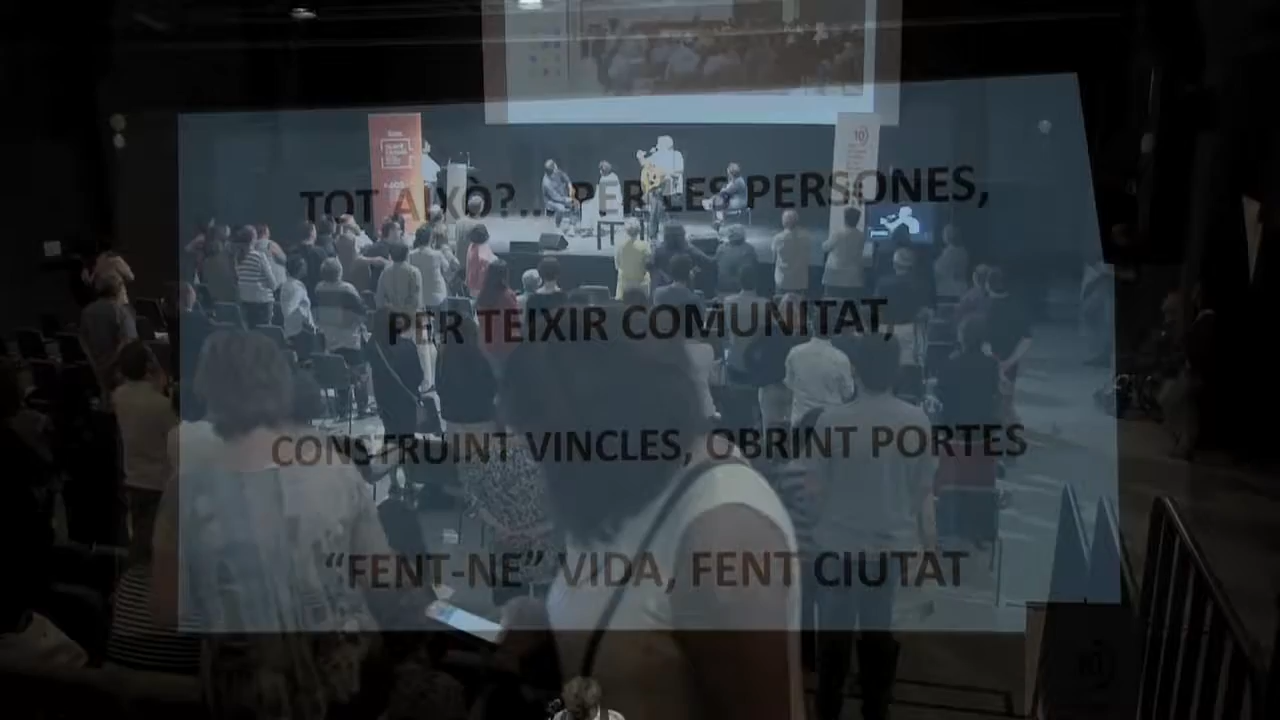 TOT AIXÒ?... PER LES PERSONES,
PER TEIXIR COMUNITAT,
CONSTRUINT VINCLES, OBRINT PORTES
“FENT-NE” VIDA, FENT CIUTAT